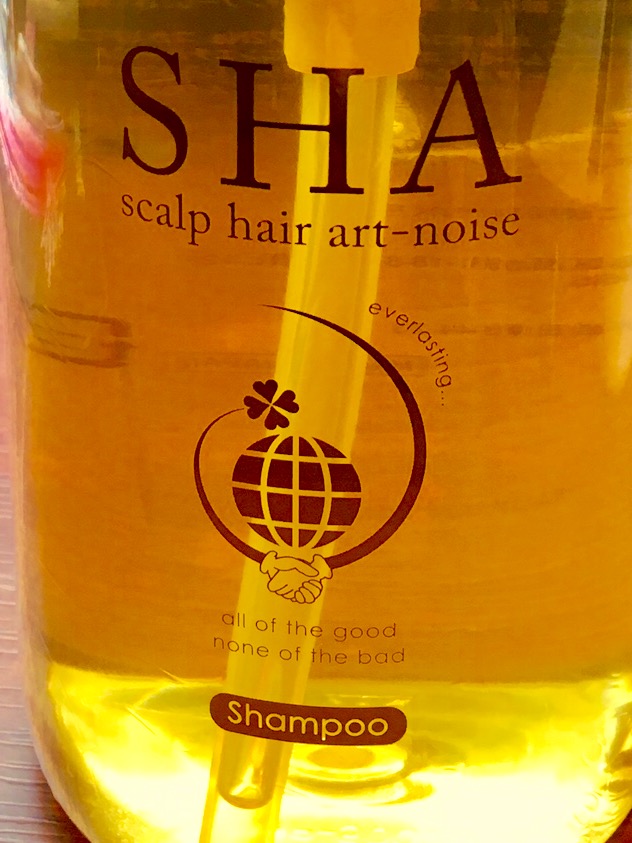 SHA
scalp hair art-noise
everlasting...
all of the good
none of the bad
Shampoo